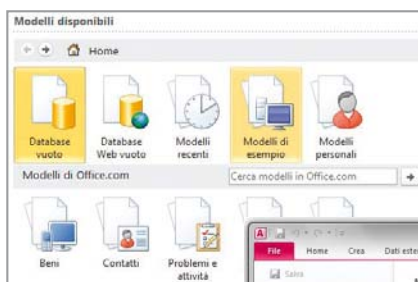 Modelli disponibili
Home
Database vuoto
Database Web vuoto
Modelli recenti
Modelli di esempio
Modelli personali
Modelli di Office.com
Cerca modelli in Office.com
Beni
Contatti
Problemi e attività
A
File Home Crea Dati ester
Salva